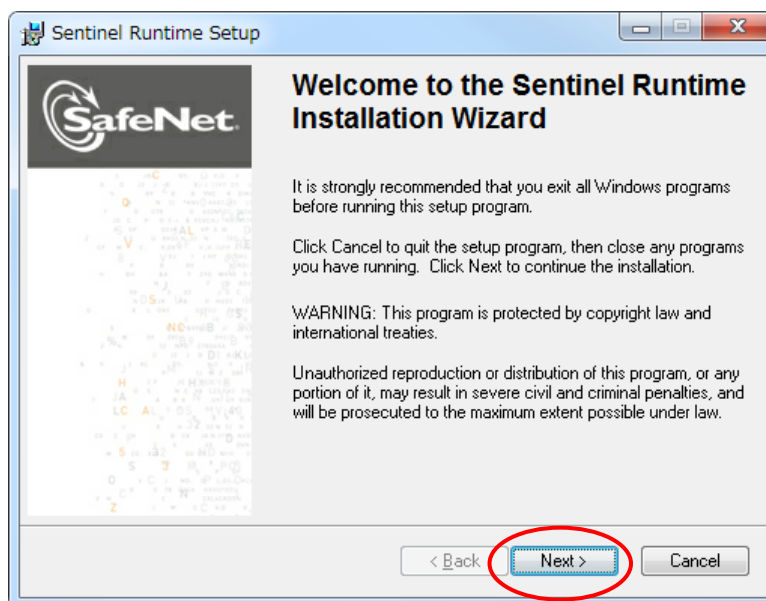 Sentinel Runtime Setup
SafeNet.
Welcome to the Sentinel Runtime
Installation Wizard
It is strongly recommended that you exit all Windows programs
before running this setup program.
Click Cancel to quit the setup program, then close any programs
you have running.  Click Next to continue the installation.
WARNING: This program is protected by copyright law and
international treaties.
Unauthorized reproduction or distribution of this program, or any
portion of it, may result in severe civil and criminal penalties, and
will be prosecuted to the maximum extent possible under law.
< Back
Next >
Cancel